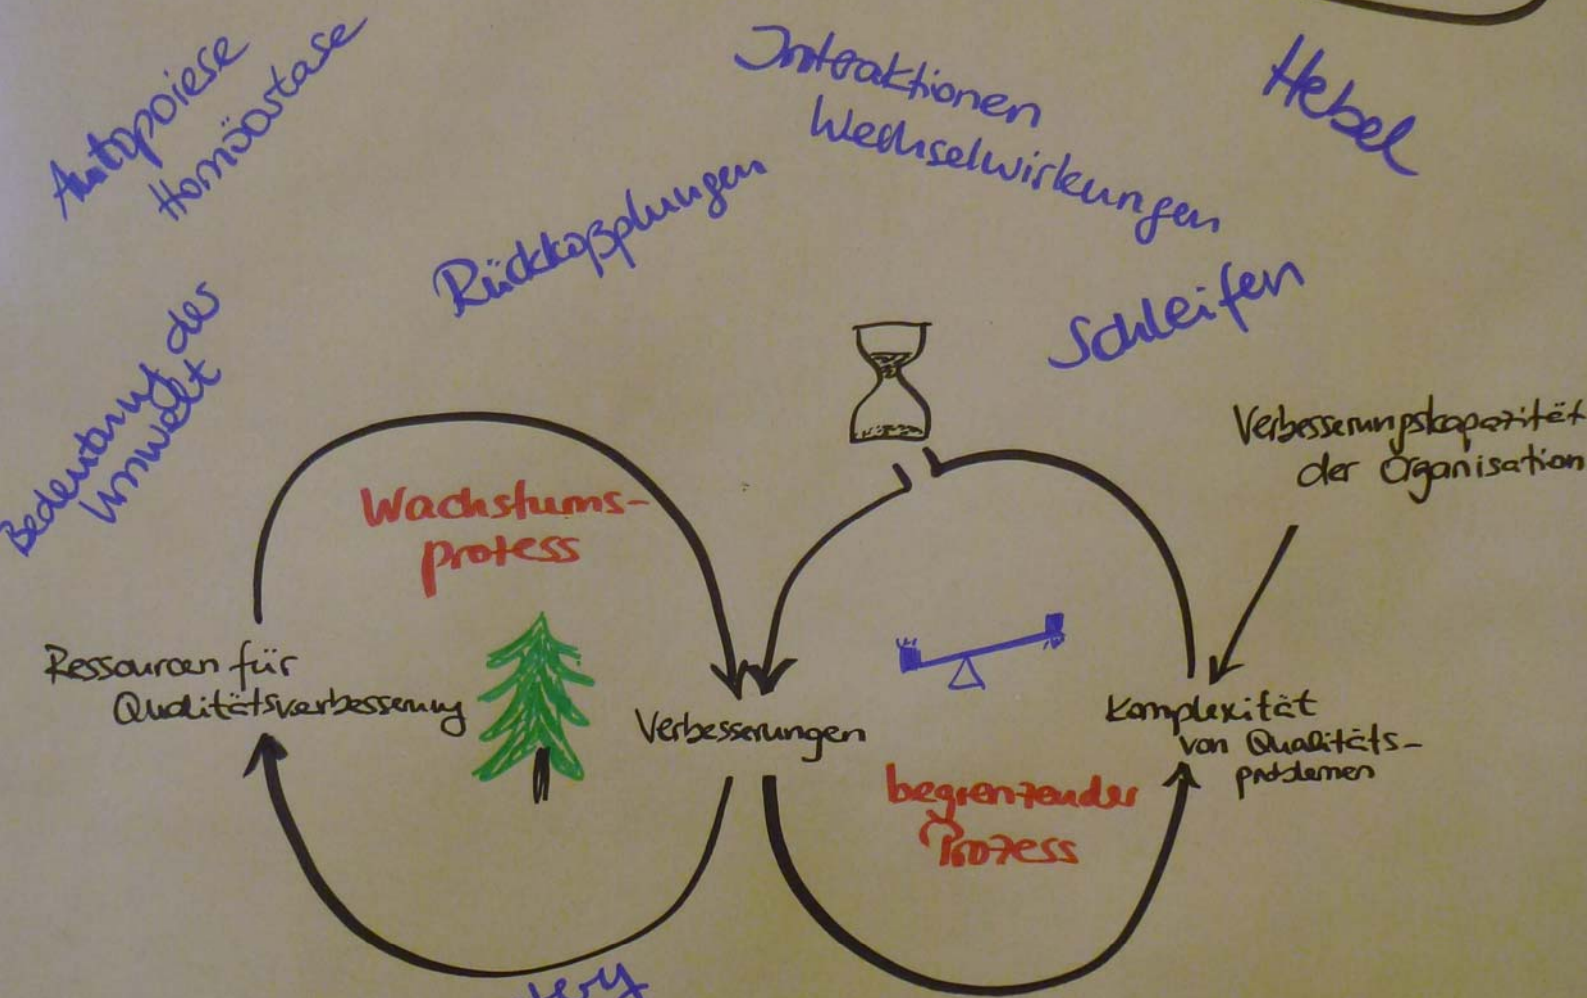 Autopoiese
Homöostase
Interaktionen
Wechselwirkungen
Hebel
Rückkopplungen
Schleifen
Bedeutung der
Umwelt
Verbesserungskapazität
der Organisation
Wachstums-
prozess
Ressourcen für
Qualitätsverbesserung
Verbesserungen
Komplexität
von Qualitäts-
problemen
begrenzender
Prozess